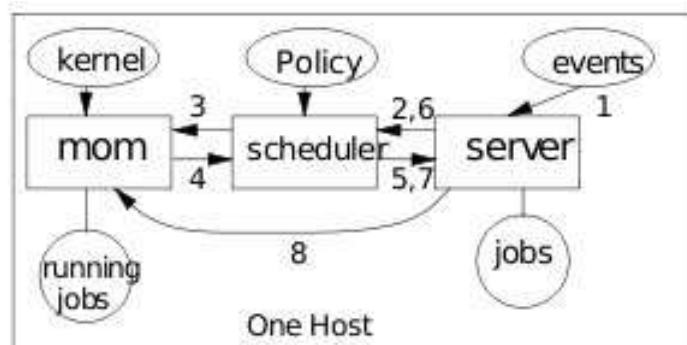 kernel
Policy
events
3
2,6
1
mom
scheduler
server
4
5,7
8
running
jobs
jobs
One Host